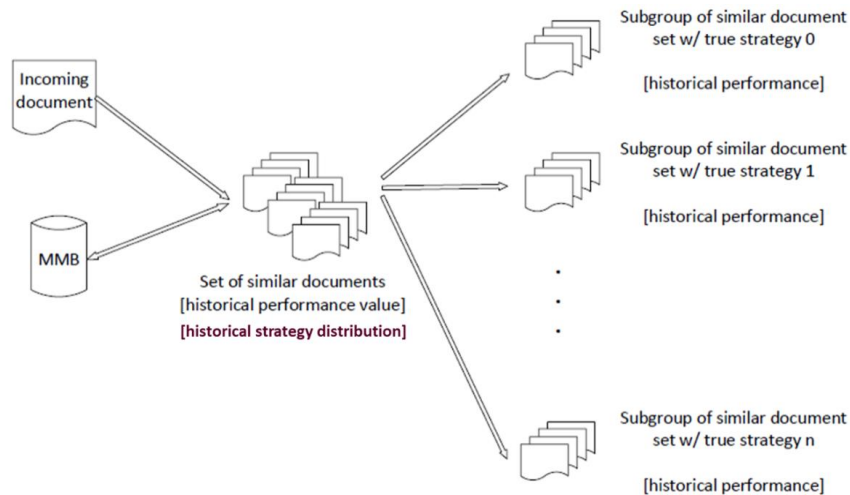 Incoming
document
MMB
Set of similar documents
[historical performance value]
[historical strategy distribution]
Subgroup of similar document
set w/ true strategy 0
[historical performance]
Subgroup of similar document
set w/ true strategy 1
[historical performance]
Subgroup of similar document
set w/ true strategy n
[historical performance]